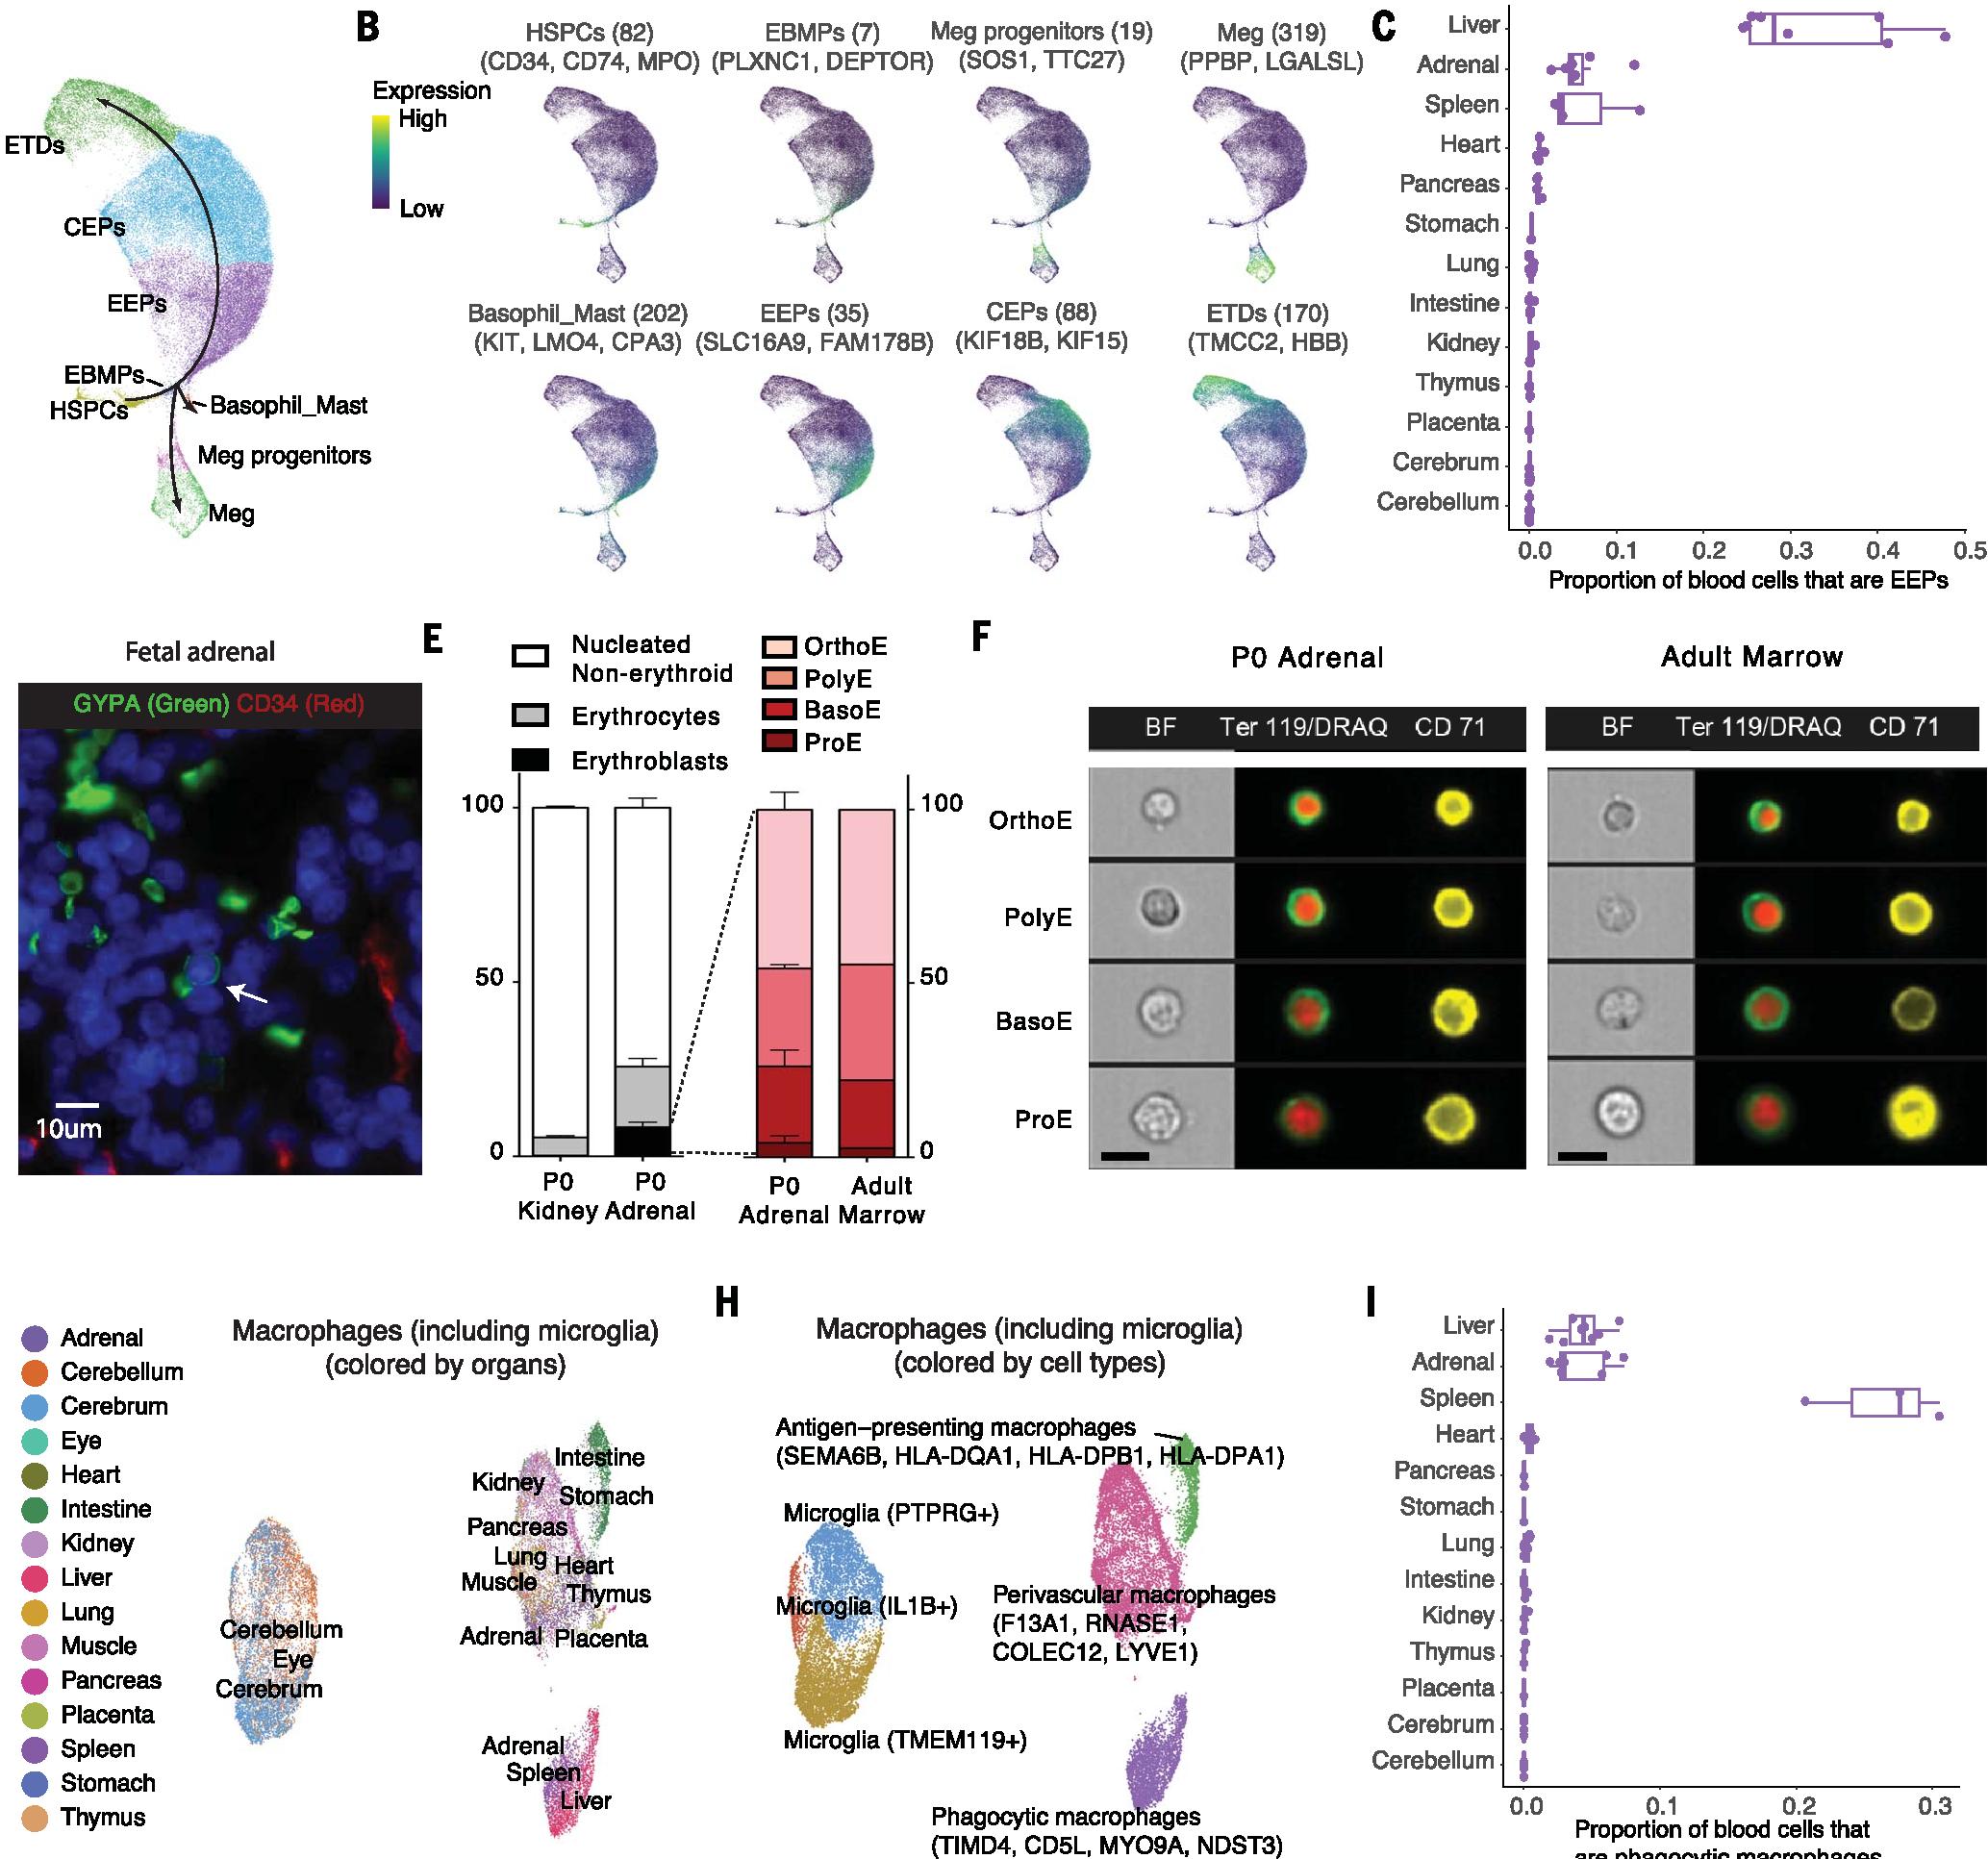 B
HSPCs (82)
(CD34, CD74, MPO)
EBMPs (7)
(PLXNC1, DEPTOR)
Meg progenitors (19)
(SOS1, TTC27)
Meg (319)
(PPBP, LGALSL)
Expression
High
Low
ETDs
CEPs
EEPs
EBMPs
HSPCs
Basophil_Mast
Meg progenitors
Meg
Basophil_Mast (202)
(KIT, LMO4, CPA3)
EEPs (35)
(SLC16A9, FAM178B)
CEPs (88)
(KIF18B, KIF15)
ETDs (170)
(TMCC2, HBB)
C
Liver
Adrenal
Spleen
Heart
Pancreas
Stomach
Lung
Intestine
Kidney
Thymus
Placenta
Cerebrum
Cerebellum
0.0 0.1 0.2 0.3 0.4 0.5
Proportion of blood cells that are EEPs
Fetal adrenal
GYPA (Green) CD34 (Red)
10um
E
Nucleated
Non-erythroid
Erythrocytes
Erythroblasts
OrthoE
PolyE
BasoE
ProE
100
50
0
100
50
0
P0
Kidney
P0
Adrenal
P0
Adrenal
Adult
Marrow
F
P0 Adrenal
Adult Marrow
BF Ter 119/DRAQ CD 71
BF Ter 119/DRAQ CD 71
OrthoE
PolyE
BasoE
ProE
Adrenal
Cerebellum
Cerebrum
Eye
Heart
Intestine
Kidney
Liver
Lung
Muscle
Pancreas
Placenta
Spleen
Stomach
Thymus
Macrophages (including microglia)
(colored by organs)
Intestine
Kidney
Stomach
Pancreas
Lung
Heart
Muscle
Thymus
Adrenal
Placenta
Cerebellum
Eye
Cerebrum
Adrenal
Spleen
Liver
H
Macrophages (including microglia)
(colored by cell types)
Antigen–presenting macrophages
(SEMA6B, HLA-DQA1, HLA-DPB1, HLA-DPA1)
Microglia (PTPRG+)
Microglia (IL1B+)
Perivascular macrophages
(F13A1, RNASE1,
COLEC12, LYVE1)
Microglia (TMEM119+)
Phagocytic macrophages
(TIMD4, CD5L, MYO9A, NDST3)
I
Liver
Adrenal
Spleen
Heart
Pancreas
Stomach
Lung
Intestine
Kidney
Thymus
Placenta
Cerebrum
Cerebellum
0.0 0.1 0.2 0.3
Proportion of blood cells that
are phagocytic macrophages